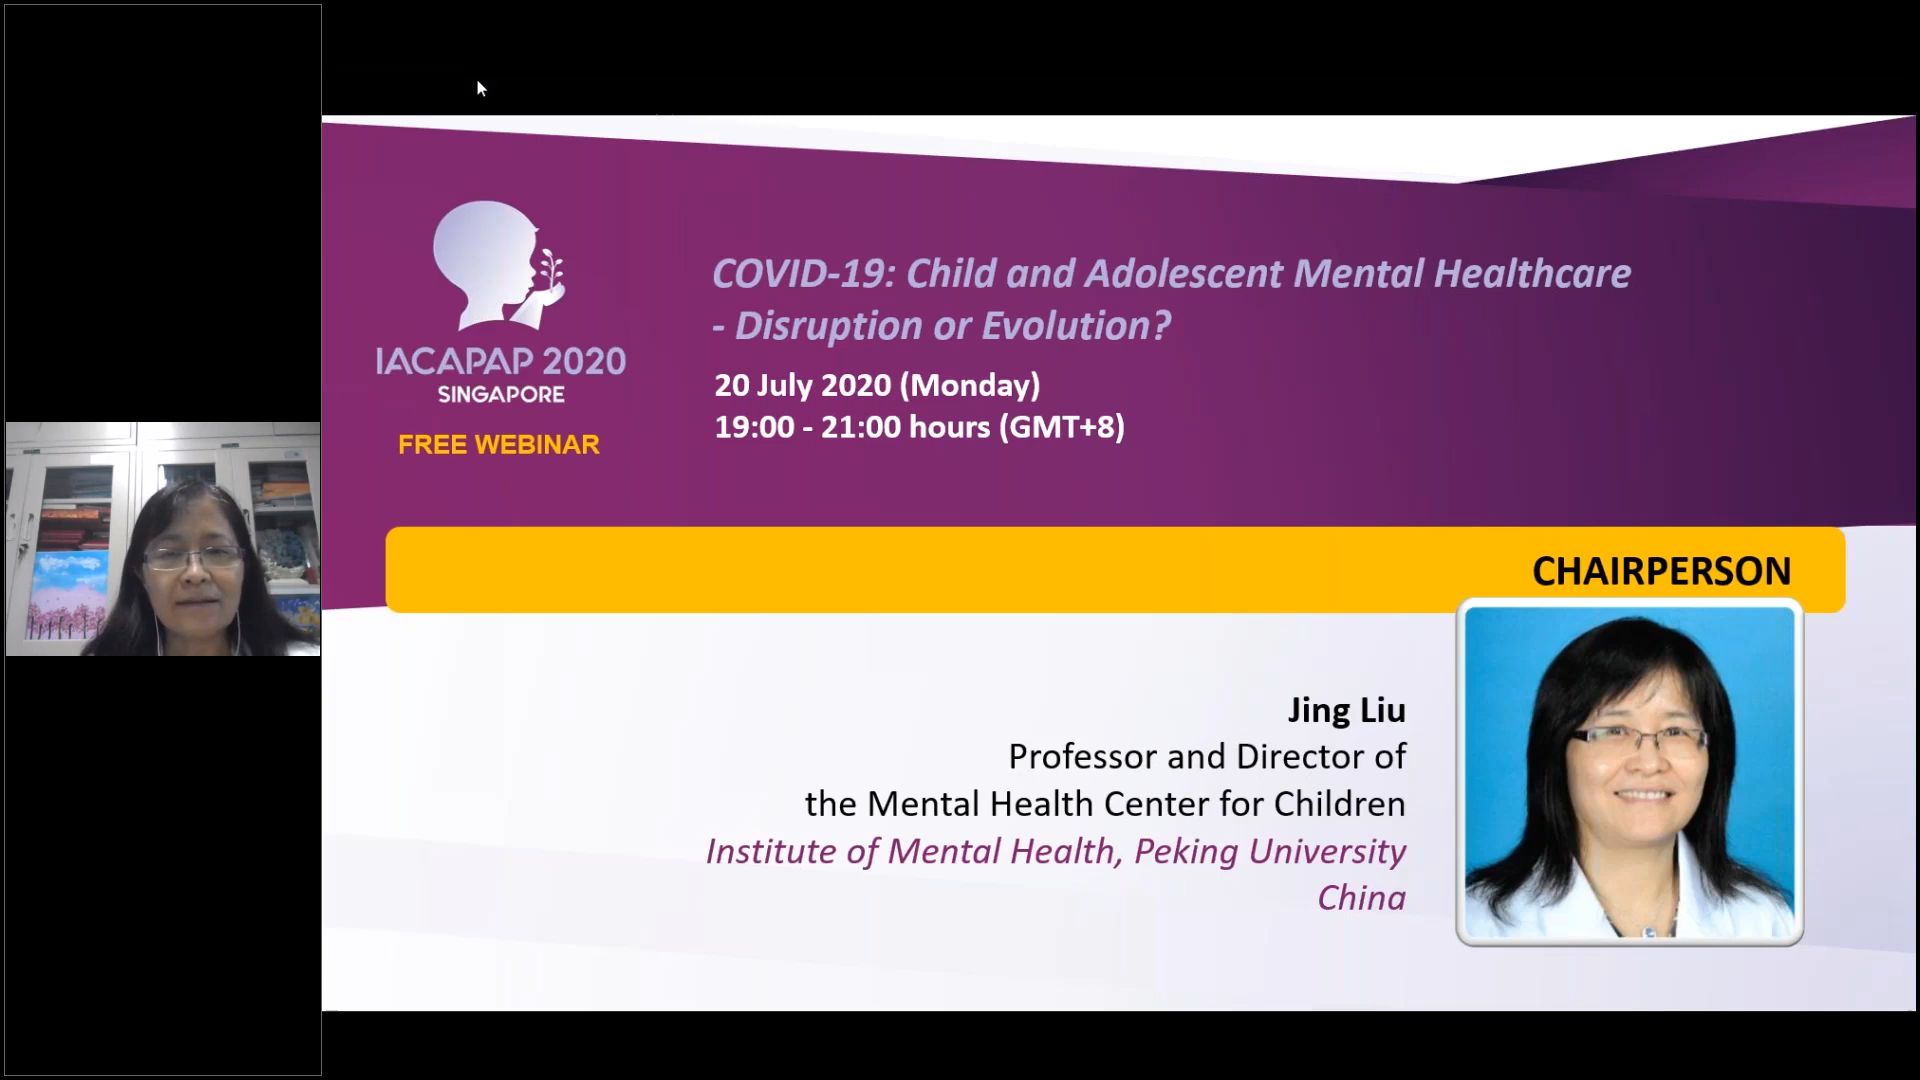 IACAPAP 2020
SINGAPORE
FREE WEBINAR
COVID-19: Child and Adolescent Mental Healthcare
- Disruption or Evolution?
20 July 2020 (Monday)
19:00 - 21:00 hours (GMT+8)
CHAIRPERSON
Jing Liu
Professor and Director of
the Mental Health Center for Children
Institute of Mental Health, Peking University
China